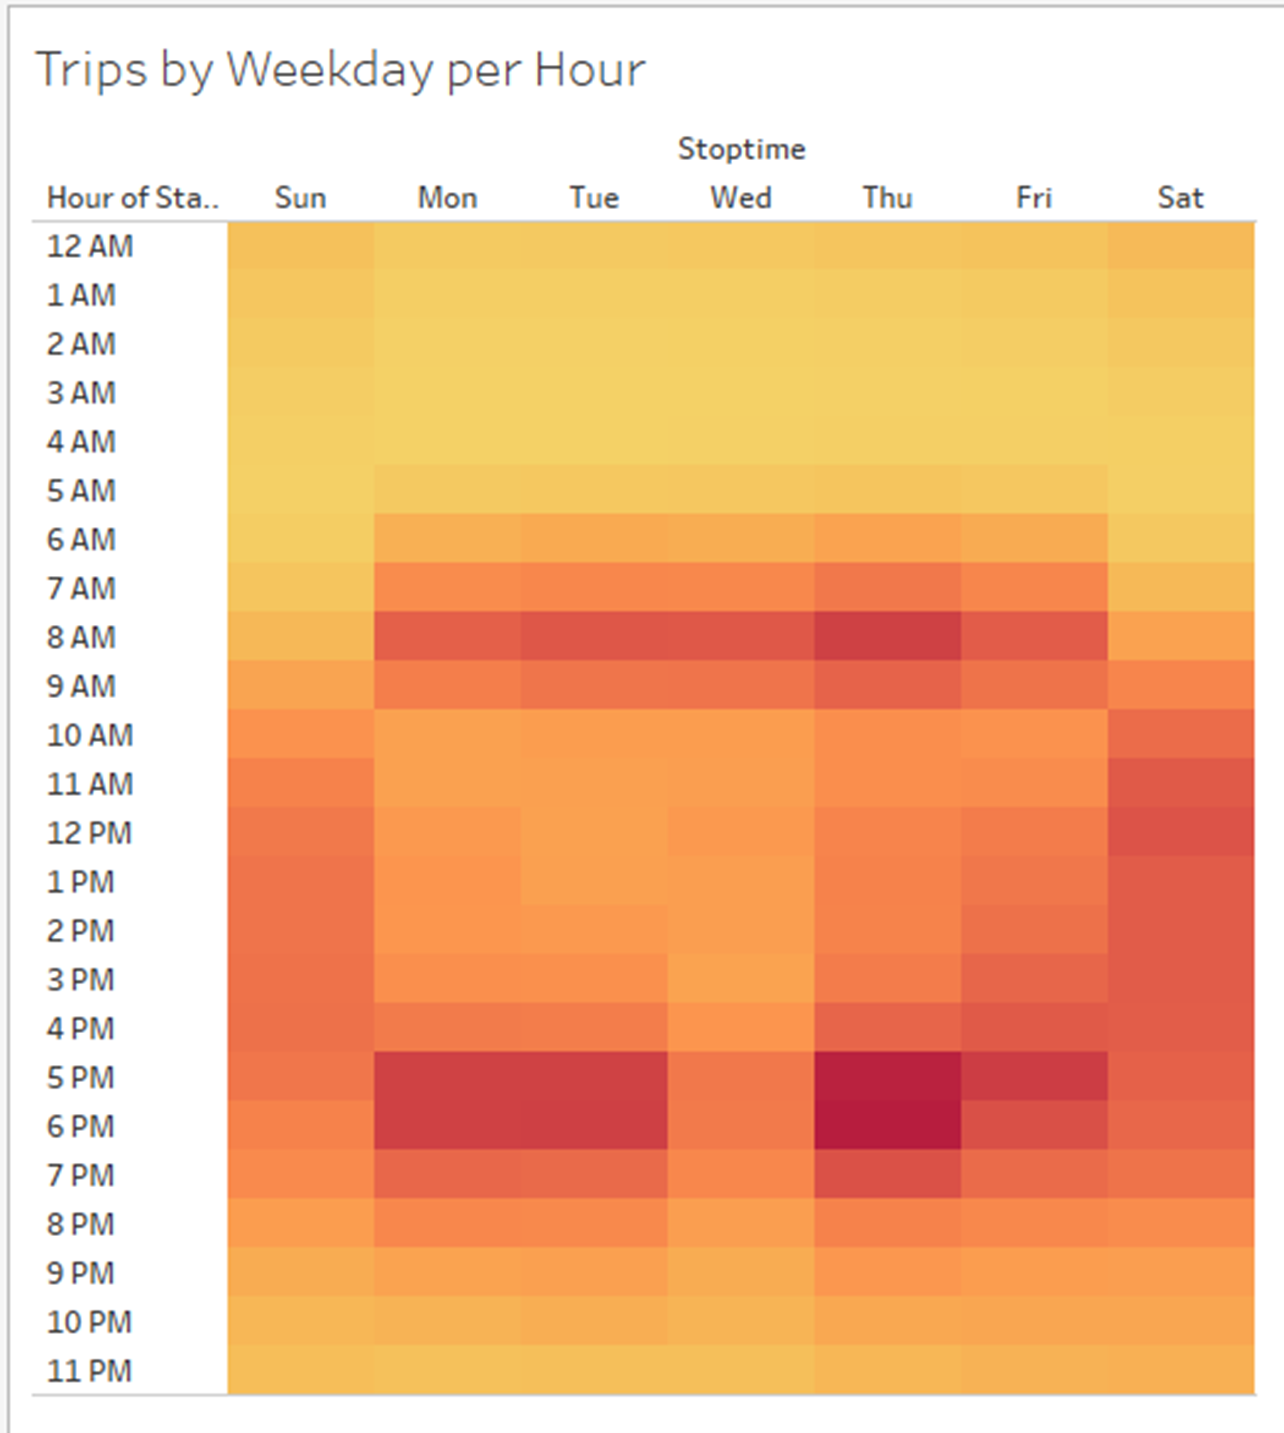 Trips by Weekday per Hour
Stoptime
Hour of Sta.. Sun Mon Tue Wed Thu Fri Sat
12 AM
1 AM
2 AM
3 AM
4 AM
5 AM
6 AM
7 AM
8 AM
9 AM
10 AM
11 AM
12 PM
1 PM
2 PM
3 PM
4 PM
5 PM
6 PM
7 PM
8 PM
9 PM
10 PM
11 PM